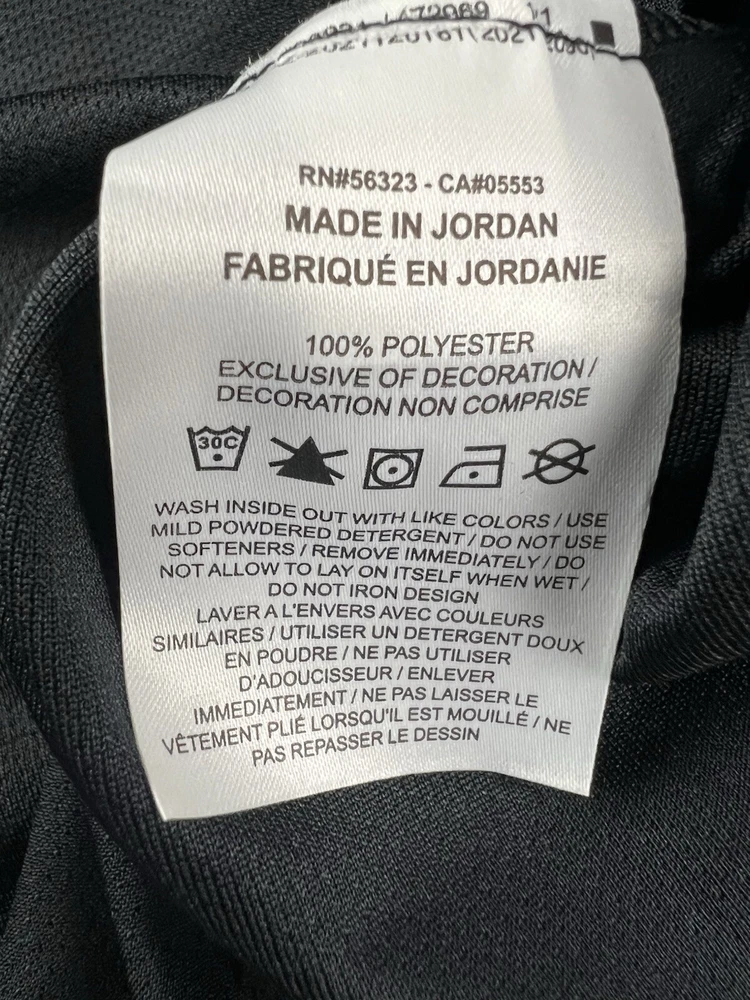 RN#56323 - CA#05553
MADE IN JORDAN
FABRIQUÉ EN JORDANIE
100% POLYESTER
EXCLUSIVE OF DECORATION /
DECORATION NON COMPRISE
30C
WASH INSIDE OUT WITH LIKE COLORS / USE
MILD POWDERED DETERGENT / DO NOT USE
SOFTENERS / REMOVE IMMEDIATELY / DO
NOT ALLOW TO LAY ON ITSELF WHEN WET /
DO NOT IRON DESIGN
LAVER A L'ENVERS AVEC COULEURS
SIMILAIRES / UTILISER UN DETERGENT DOUX
EN POUDRE / NE PAS UTILISER
D'ADOUCISSEUR / ENLEVER
IMMEDIATEMENT / NE PAS LAISSER LE
VÊTEMENT PLIÉ LORSQU'IL EST MOUILLÉ / NE
PAS REPASSER LE DESSIN